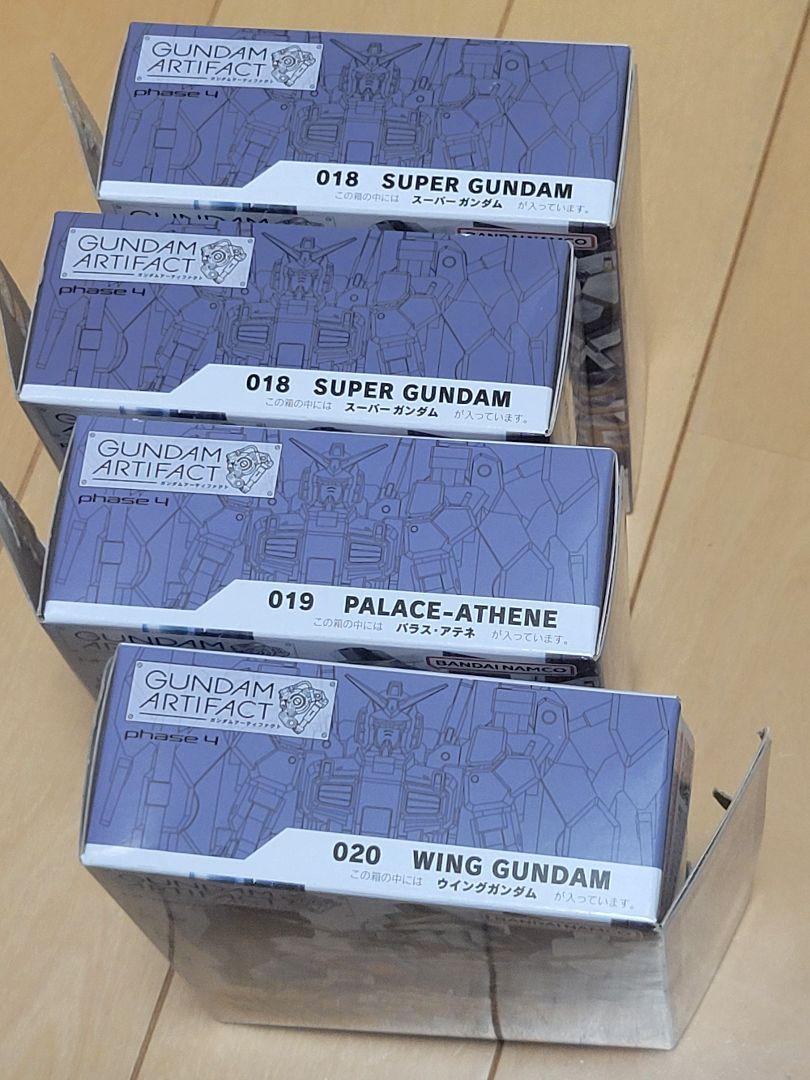 GUNDAM
ARTIFACT
ガンダムアーティファクト
phase 4
018 SUPER GUNDAM
この箱の中には スーパーガンダム が入っています。
BANDAI NAMCO
GUNDAM
ARTIFACT
ガンダムアーティファクト
phase 4
018 SUPER GUNDAM
この箱の中には スーパーガンダム が入っています。
GUNDAM
ARTIFACT
ガンダムアーティファクト
phase 4
019 PALACE-ATHENE
この箱の中には パラス・アテネ が入っています。
GUNDAM
BANDAI NAMCO
GUNDAM
ARTIFACT
ガンダムアーティファクト
phase 4
020 WING GUNDAM
この箱の中には ウイングガンダム が入っています。
GUNDAM
BANDAI NAMCO